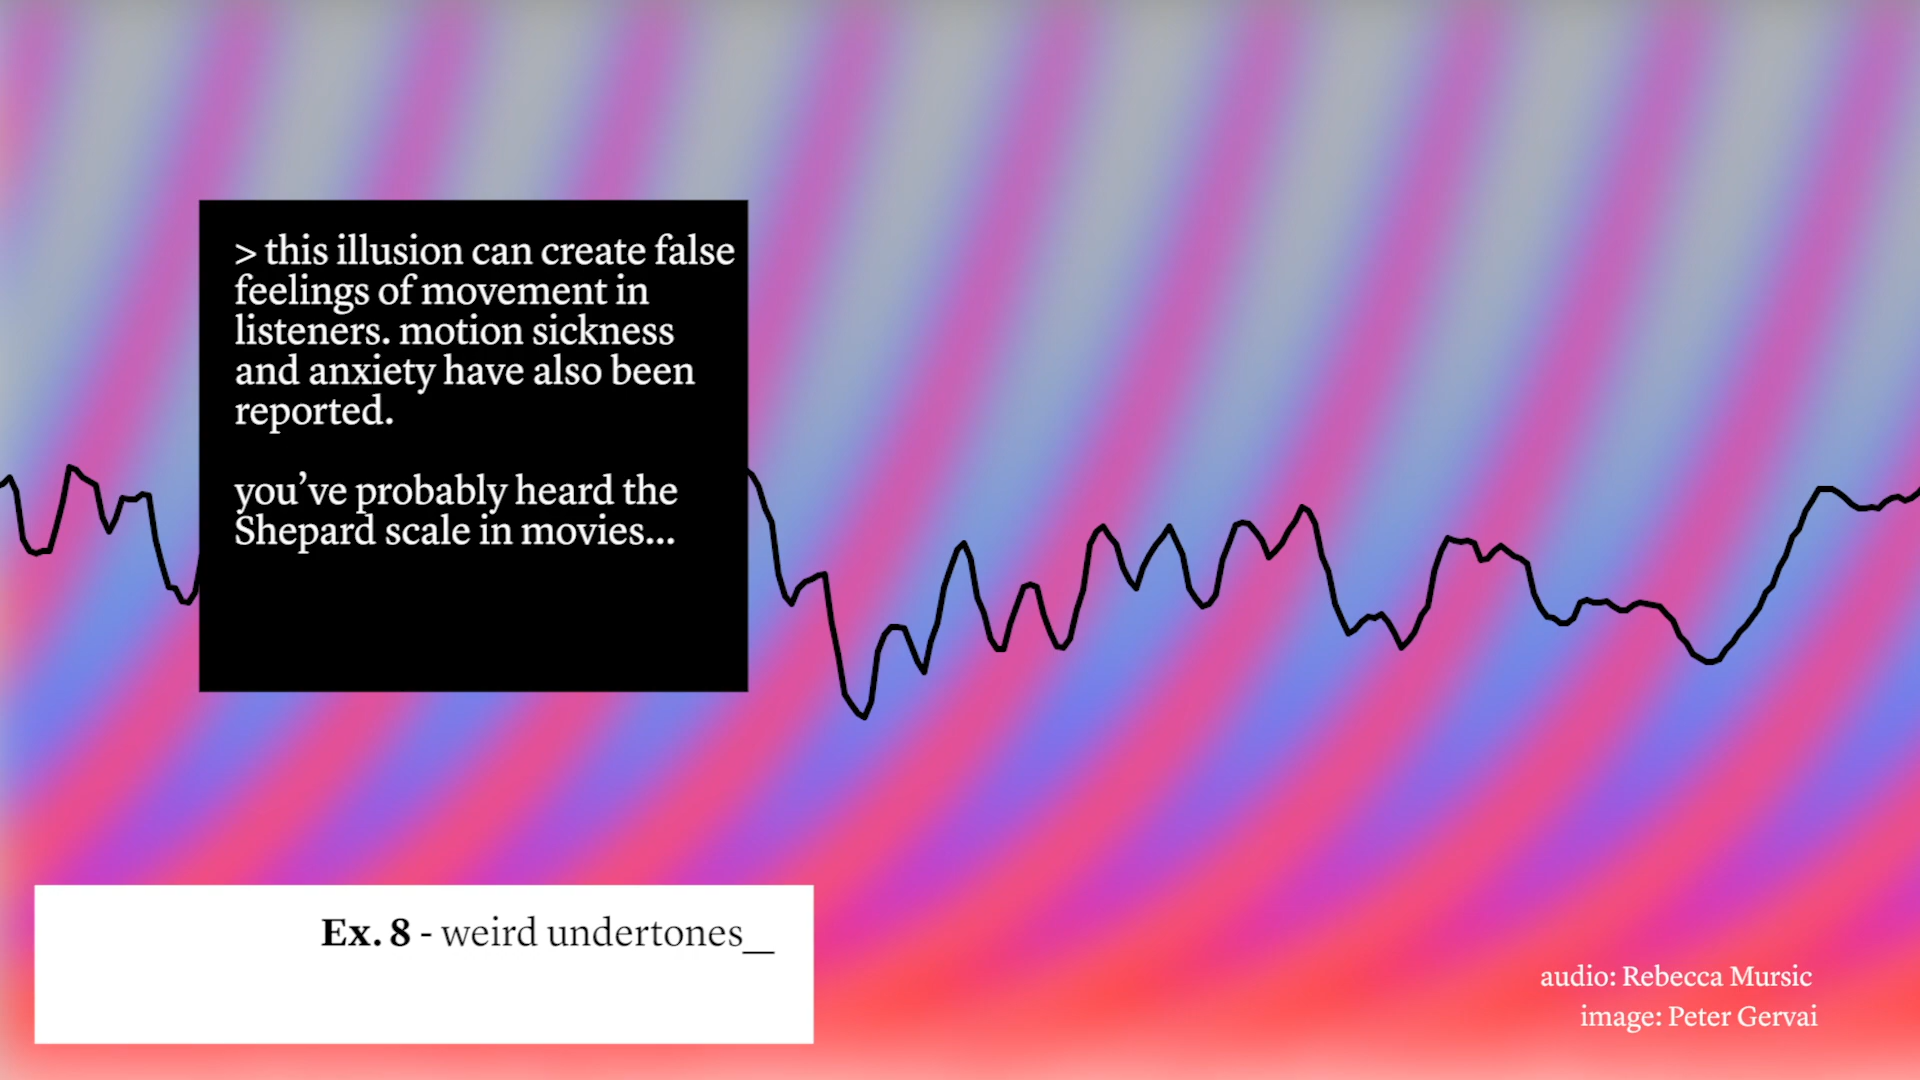 > this illusion can create false
feelings of movement in
listeners. motion sickness
and anxiety have also been
reported.
you’ve probably heard the
Shepard scale in movies...
Ex. 8 - weird undertones_
audio: Rebecca Mursic
image: Peter Gervai